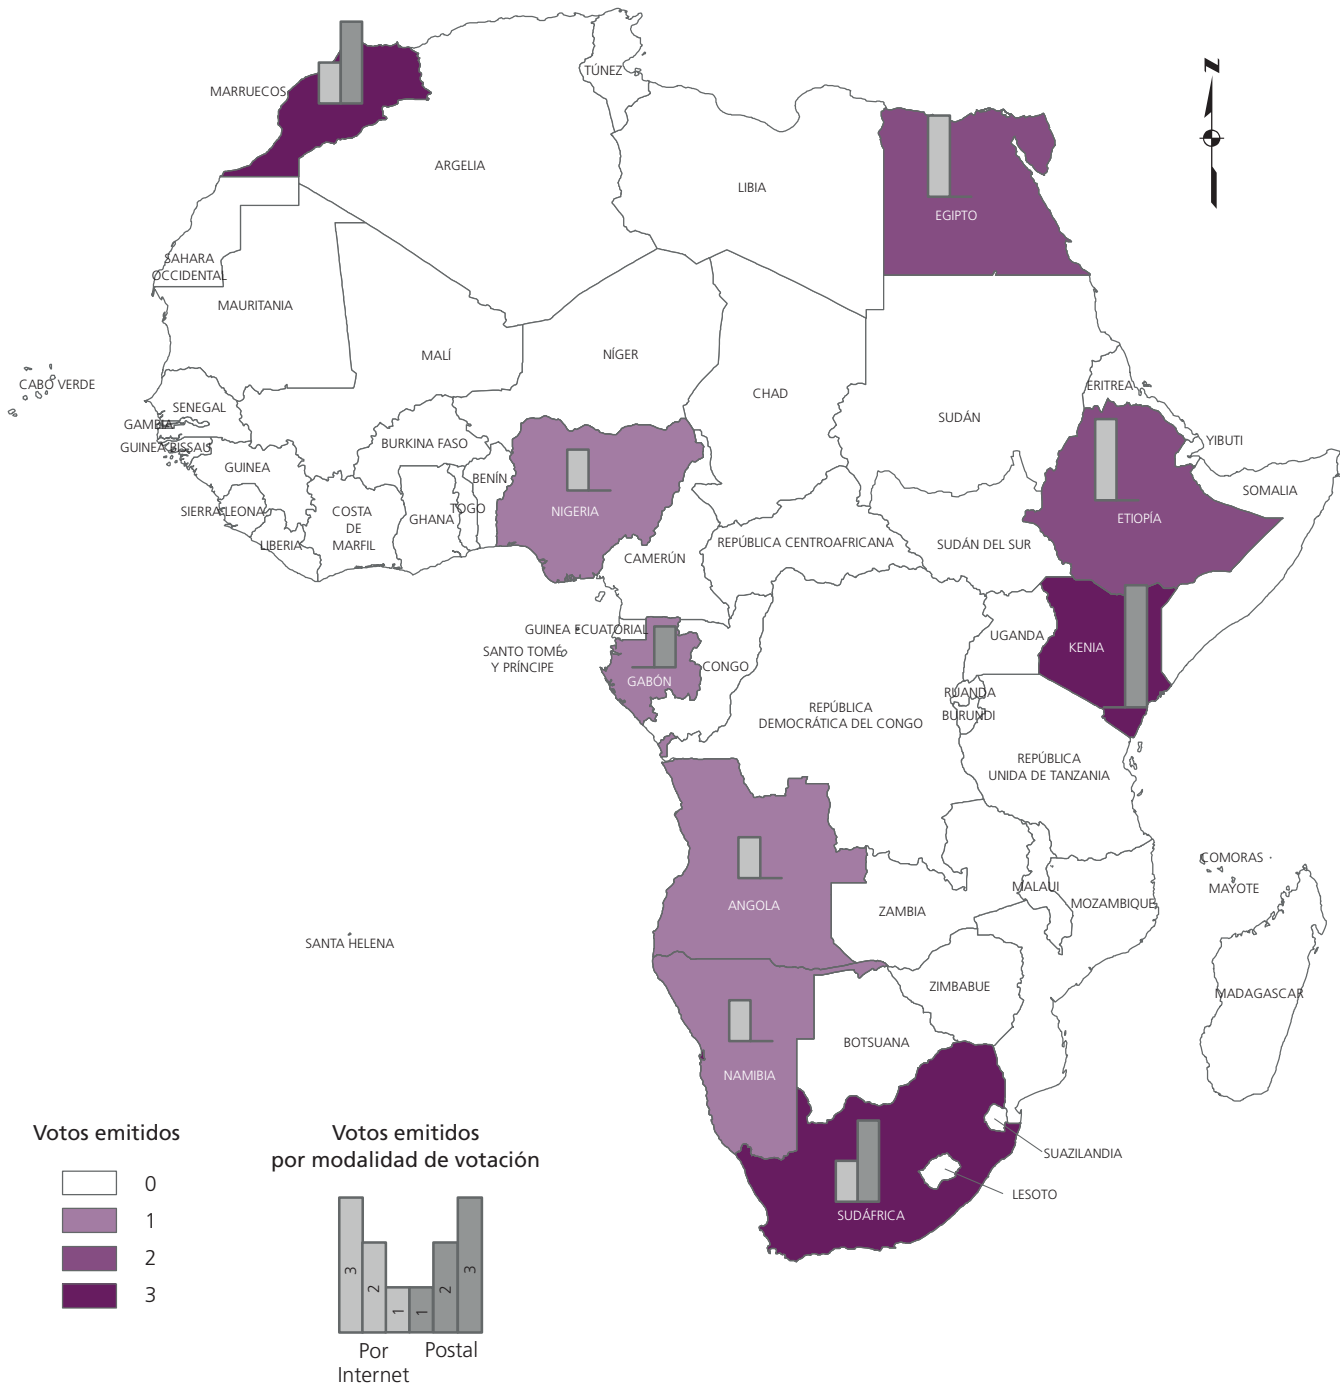 N
MARRUECOS
TÚNEZ
ARGELIA
LIBIA
EGIPTO
SAHARA
OCCIDENTAL
MAURITANIA
MALÍ
NÍGER
CHAD
SUDÁN
ERITREA
CABO VERDE
SENEGAL
GAMBIA
GUINEA BISSAU
GUINEA
SIERRA LEONA
LIBERIA
COSTA
DE
MARFIL
BURKINA FASO
GHANA
TOGO
BENÍN
NIGERIA
CAMERÚN
REPÚBLICA CENTROAFRICANA
SUDÁN DEL SUR
ETIOPÍA
YIBUTI
SOMALIA
GUINEA ECUATORIAL
SANTO TOMÉ
Y PRÍNCIPE
GABÓN
CONGO
REPÚBLICA
DEMOCRÁTICA DEL CONGO
UGANDA
KENIA
RUANDA
BURUNDI
REPÚBLICA
UNIDA DE TANZANIA
ANGOLA
ZAMBIA
MALAUI
MOZAMBIQUE
COMORAS
MAYOTE
SANTA HELENA
ZIMBABUE
MADAGASCAR
NAMIBIA
BOTSUANA
SUAZILANDIA
LESOTO
SUDÁFRICA
Votos emitidos
0
1
2
3
Votos emitidos
por modalidad de votación
3
2
1
1
2
3
Por
Internet
Postal